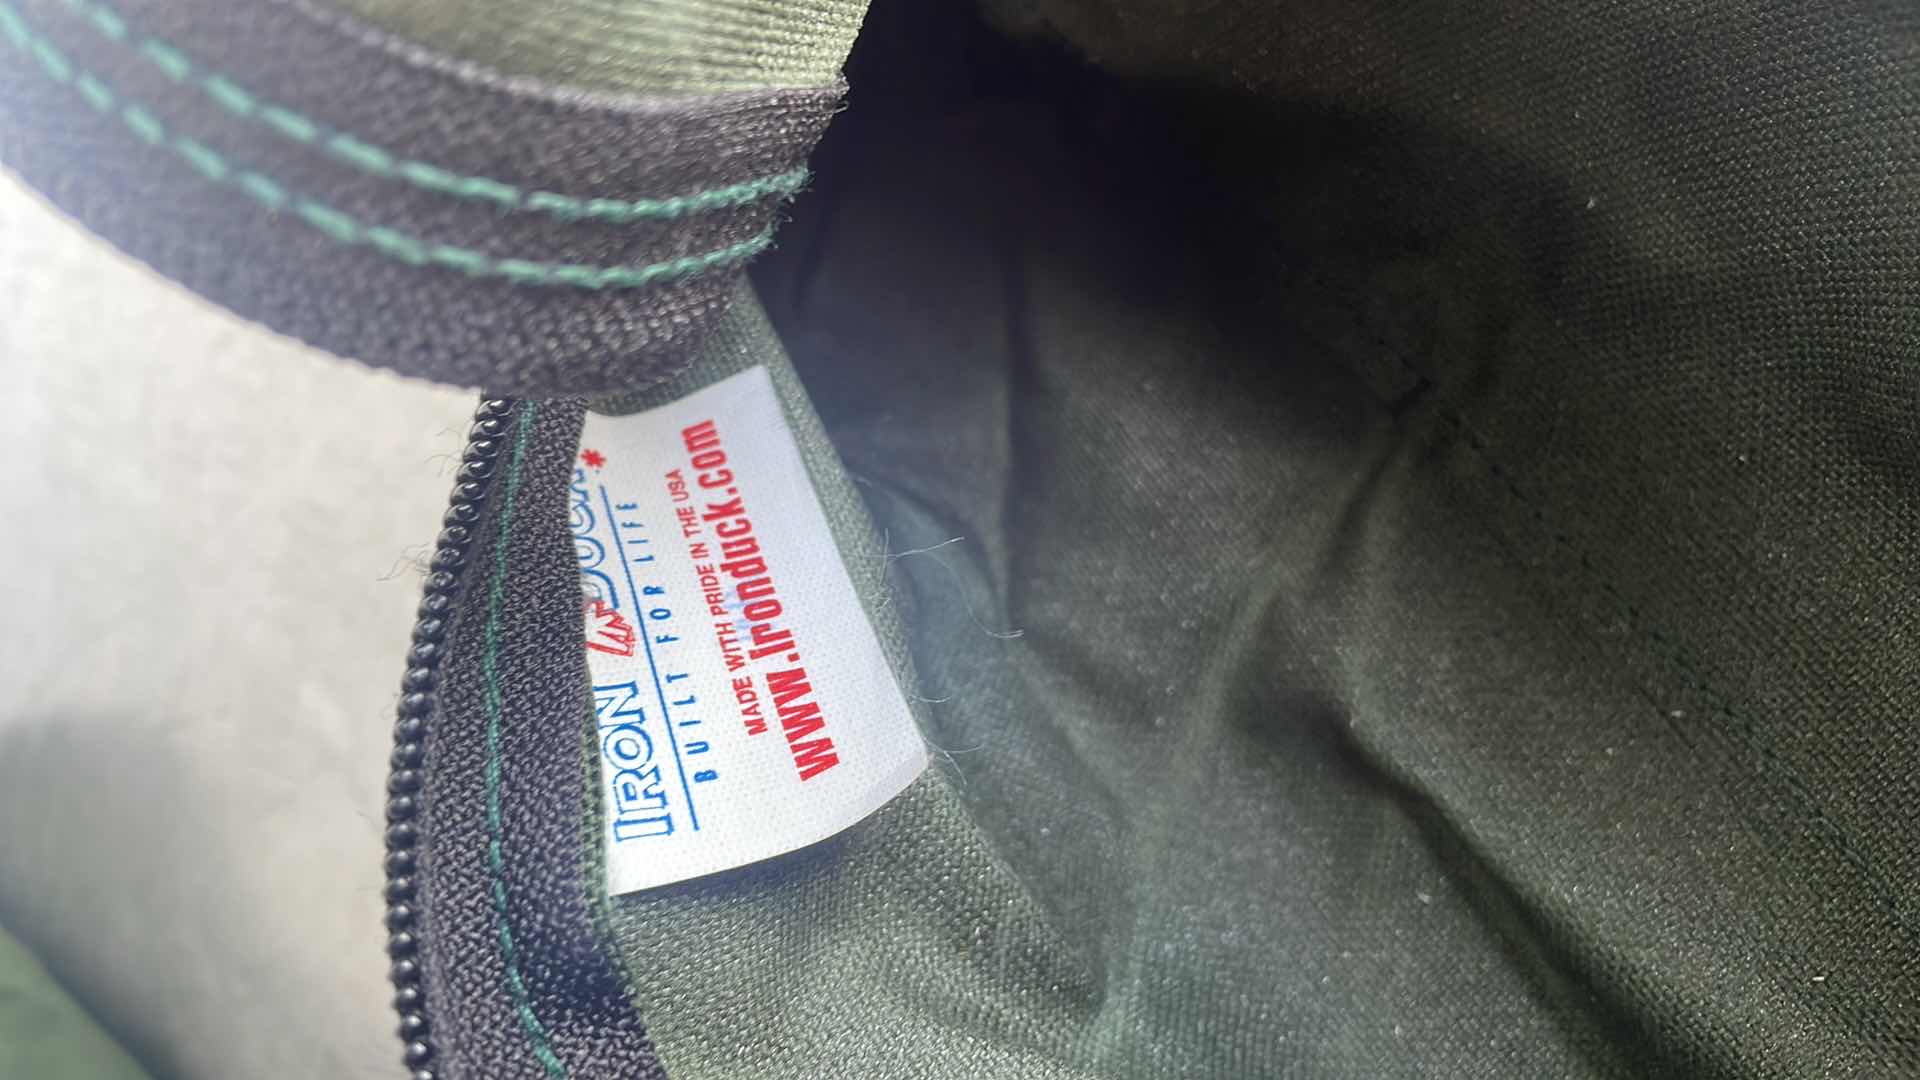 IRON DUCK*
BUILT FOR LIFE
MADE WITH PRIDE IN THE USA
www.ironduck.com